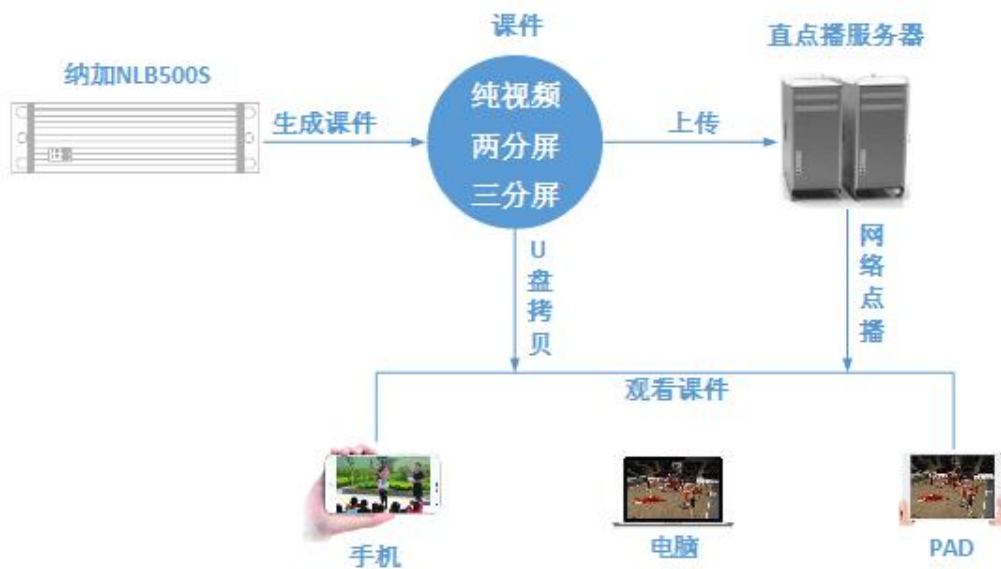 课件
直点播服务器
纳加NLB500S
纯视频
生成课件
两分屏
上传
三分屏
U盘拷贝
网络点播
观看课件
手机
电脑
PAD